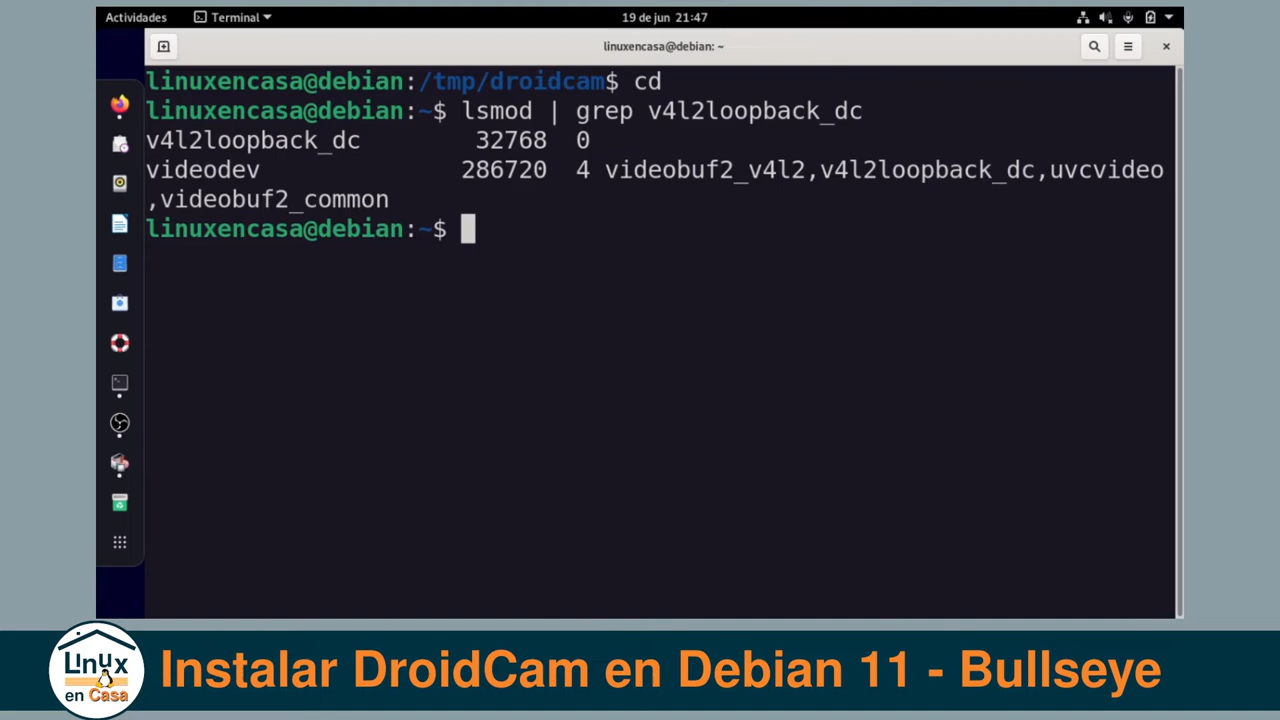 Actividades Terminal 19 de jun 21:47
linuxencasa@debian: ~
linuxencasa@debian:/tmp/droidcam$ cd
linuxencasa@debian:~$ lsmod | grep v4l2loopback_dc
v4l2loopback_dc 32768 0
videodev 286720 4 videobuf2_v4l2,v4l2loopback_dc,uvcvideo
,videobuf2_common
linuxencasa@debian:~$
Linux
en Casa
Instalar DroidCam en Debian 11 - Bullseye